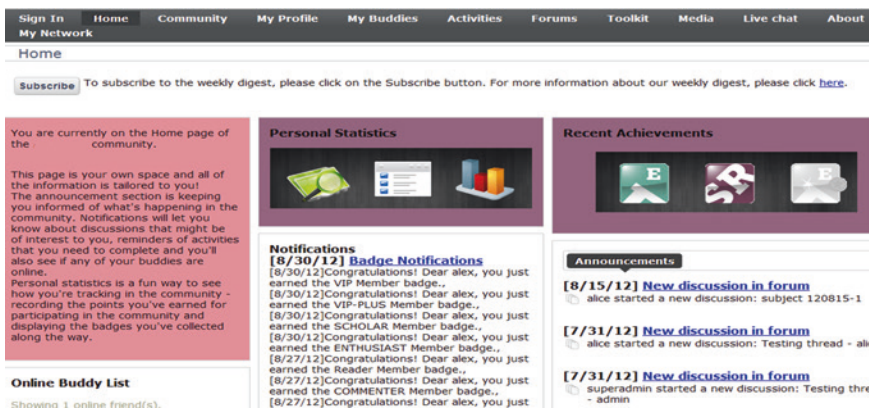 Sign In Home Community My Profile My Buddies Activities Forums Toolkit Media Live chat About
My Network
Home
Subscribe To subscribe to the weekly digest, please click on the Subscribe button. For more information about our weekly digest, please click here.
You are currently on the Home page of
the community.
This page is your own space and all of
the information is tailored to you!
The announcement section is keeping
you informed of what's happening in the
community. Notifications will let you
know about discussions that might be
of interest to you, reminders of activities
that you need to complete and you'll
also see if any of your buddies are
online.
Personal statistics is a fun way to see
how you're tracking in the community -
recording the points you've earned for
participating in the community and
displaying the badges you've collected
along the way.
Online Buddy List
Showing 1 online friend(s).
Personal Statistics
Notifications
[8/30/12] Badge Notifications
[8/30/12]Congratulations! Dear alex, you just
earned the VIP Member badge.,
[8/30/12]Congratulations! Dear alex, you just
earned the VIP-PLUS Member badge.,
[8/30/12]Congratulations! Dear alex, you just
earned the SCHOLAR Member badge.,
[8/30/12]Congratulations! Dear alex, you just
earned the ENTHUSIAST Member badge.,
[8/27/12]Congratulations! Dear alex, you just
earned the Reader Member badge.,
[8/27/12]Congratulations! Dear alex, you just
earned the COMMENTER Member badge.,
[8/27/12]Congratulations! Dear alex, you just
Recent Achievements
E
SR
E
Announcements
[8/15/12] New discussion in forum
alice started a new discussion: subject 120815-1
[7/31/12] New discussion in forum
alice started a new discussion: Testing thread - ali
[7/31/12] New discussion in forum
superadmin started a new discussion: Testing thre
- admin